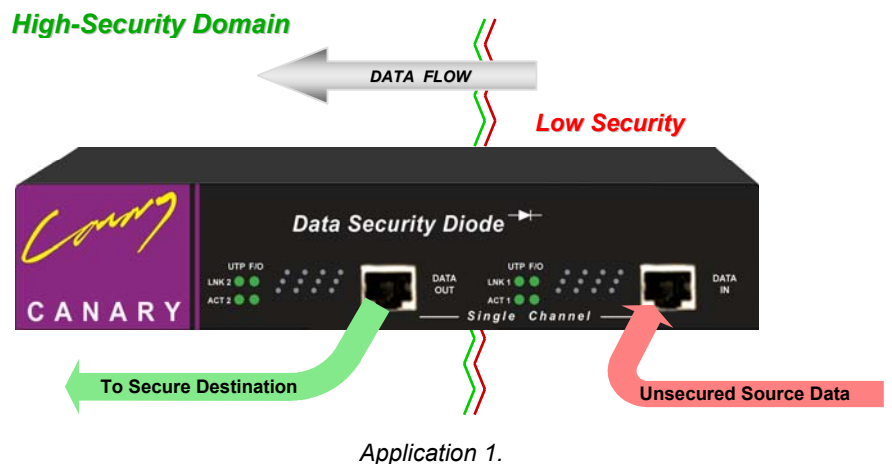 High-Security Domain
DATA FLOW
Low Security
Canary
Data Security Diode
UTP F/O
LNK 2
ACT 2
DATA
OUT
UTP F/O
LNK 1
ACT 1
DATA
IN
CANARY
Single Channel
To Secure Destination
Unsecured Source Data
Application 1.